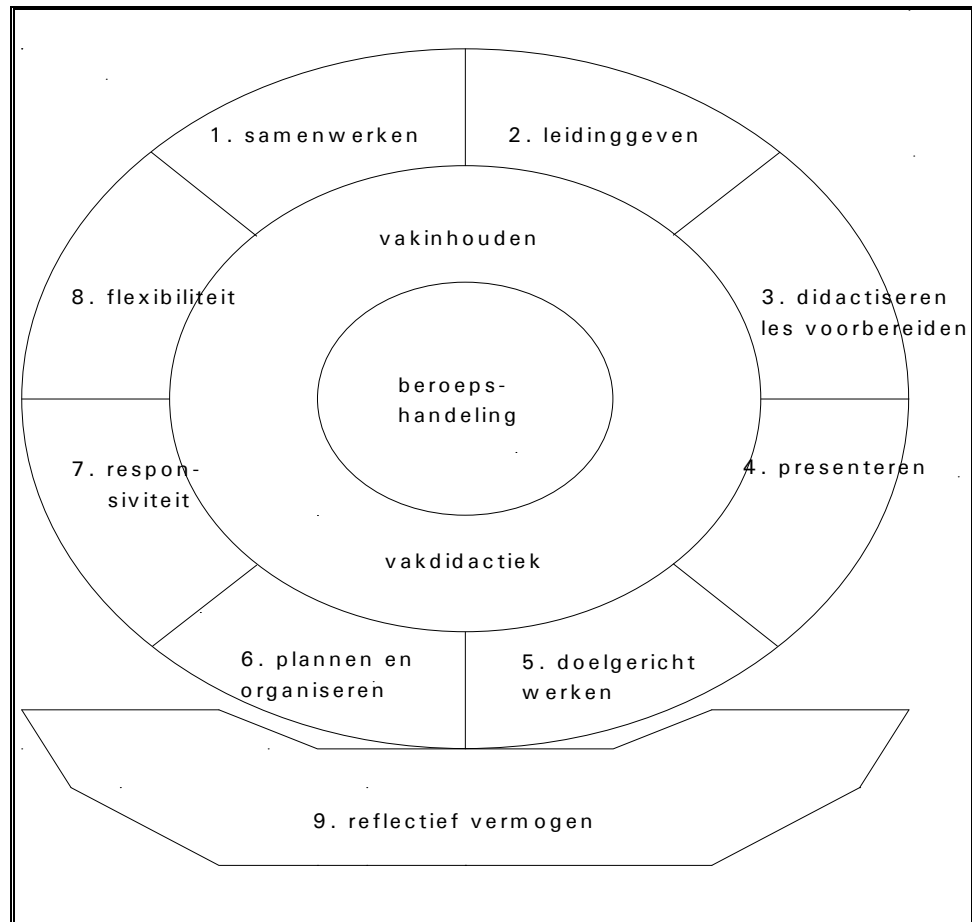 1. samenwerken
2. leidinggeven
vakinhouden
8. flexibiliteit
3. didactiseren
les voorbereiden
beroeps-
handeling
7. respon-
siviteit
4. presenteren
vakdidactiek
6. plannen en
organiseren
5. doelgericht
werken
9. reflectief vermogen